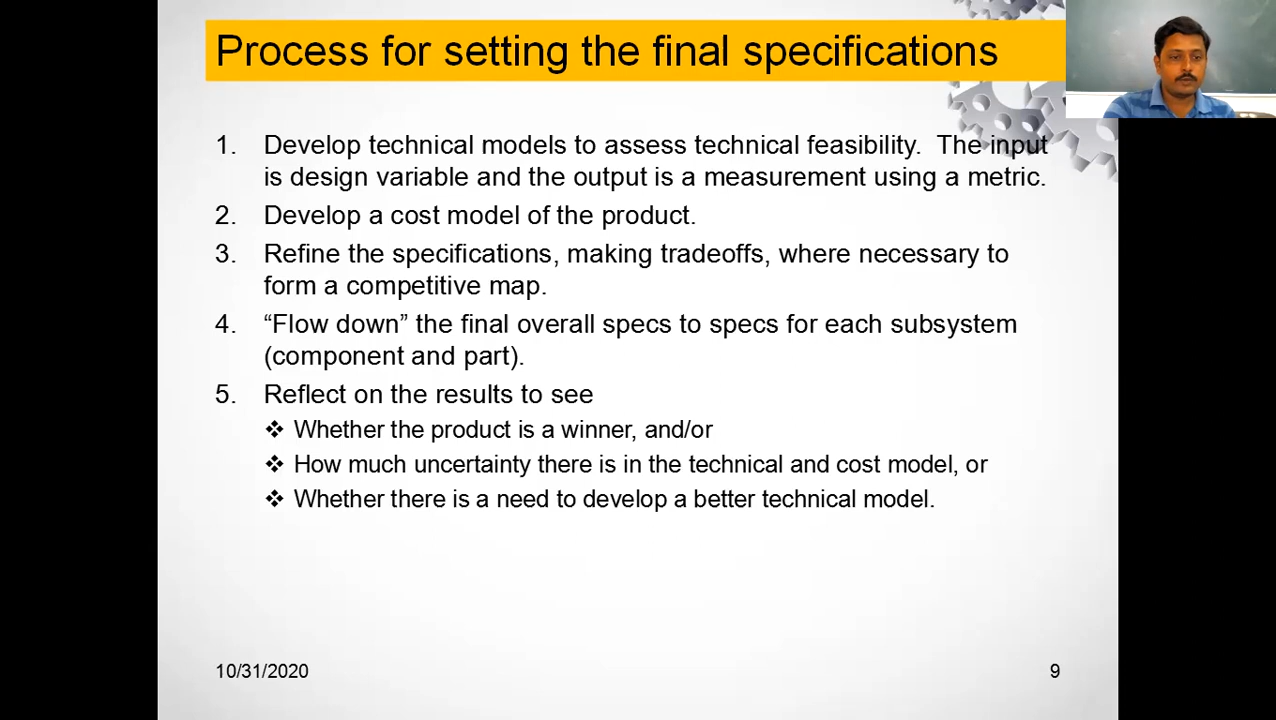 Process for setting the final specifications
1. Develop technical models to assess technical feasibility. The input
is design variable and the output is a measurement using a metric.
2. Develop a cost model of the product.
3. Refine the specifications, making tradeoffs, where necessary to
form a competitive map.
4. “Flow down” the final overall specs to specs for each subsystem
(component and part).
5. Reflect on the results to see
❖ Whether the product is a winner, and/or
❖ How much uncertainty there is in the technical and cost model, or
❖ Whether there is a need to develop a better technical model.
10/31/2020
9